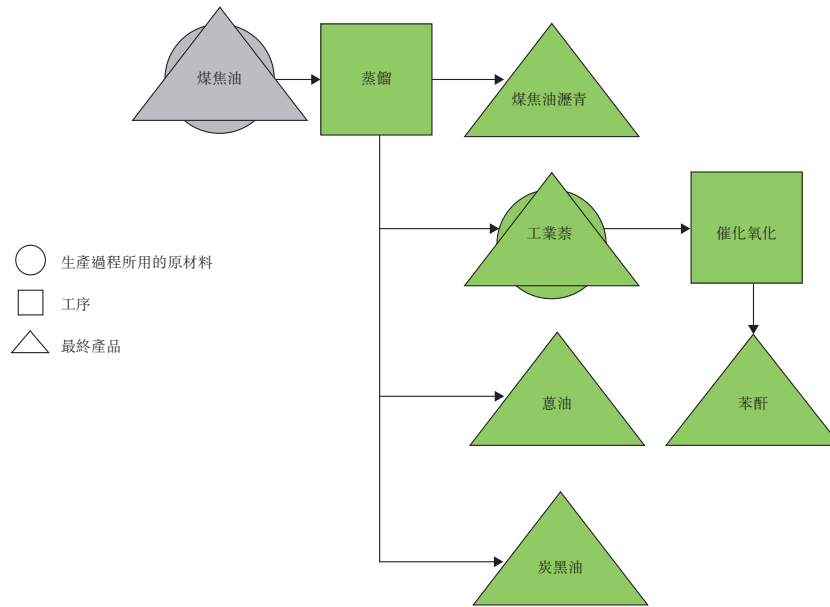 煤焦油
蒸餾
煤焦油瀝青
工業萘
催化氧化
生產過程所用的原材料
工序
最終產品
蒽油
苯酐
炭黑油